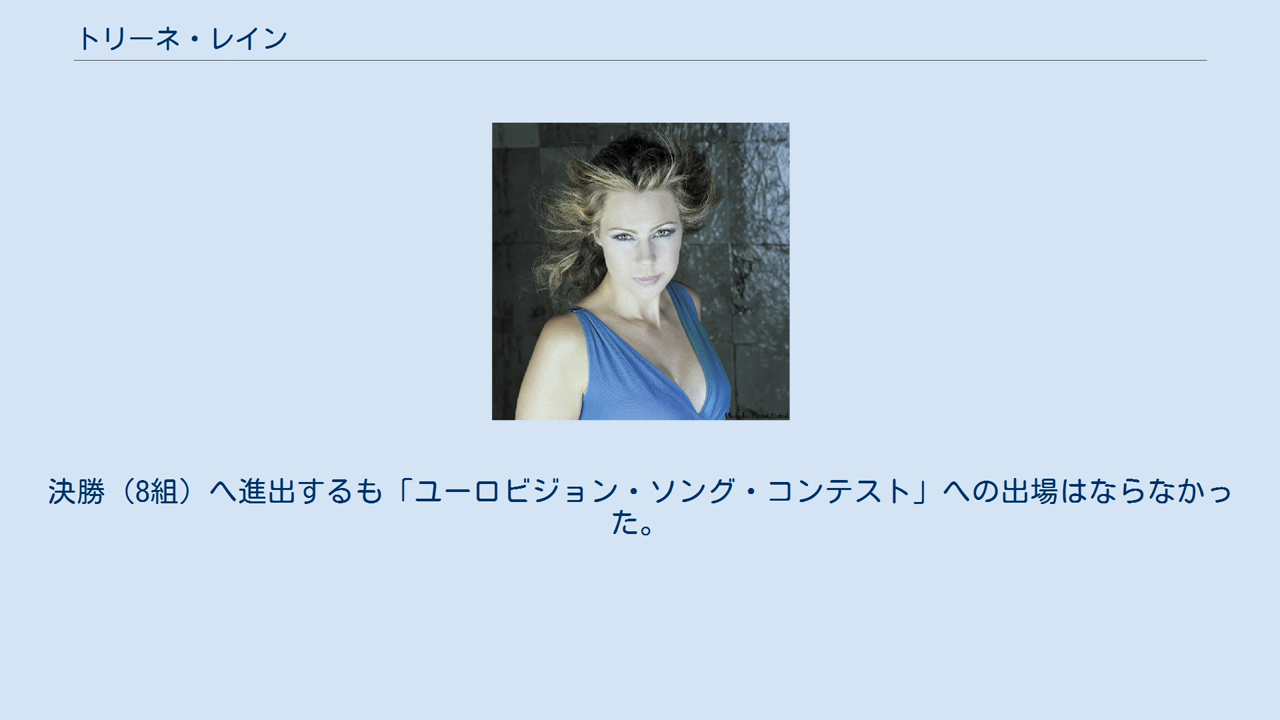 トリーネ・レイン
決勝（8組）へ進出するも「ユーロビジョン・ソング・コンテスト」への出場はならなかっ
た。